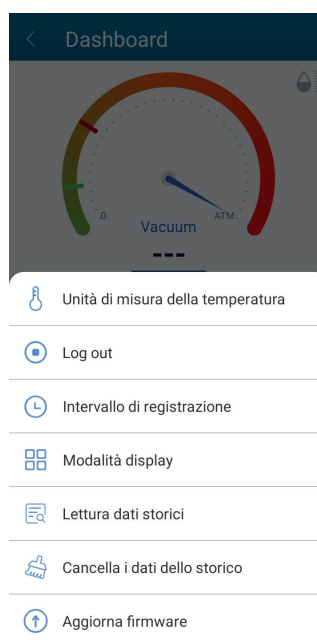 Dashboard
.0
ATM.
Vacuum
---
Unità di misura della temperatura
Log out
Intervallo di registrazione
Modalità display
Lettura dati storici
Cancella i dati dello storico
Aggiorna firmware